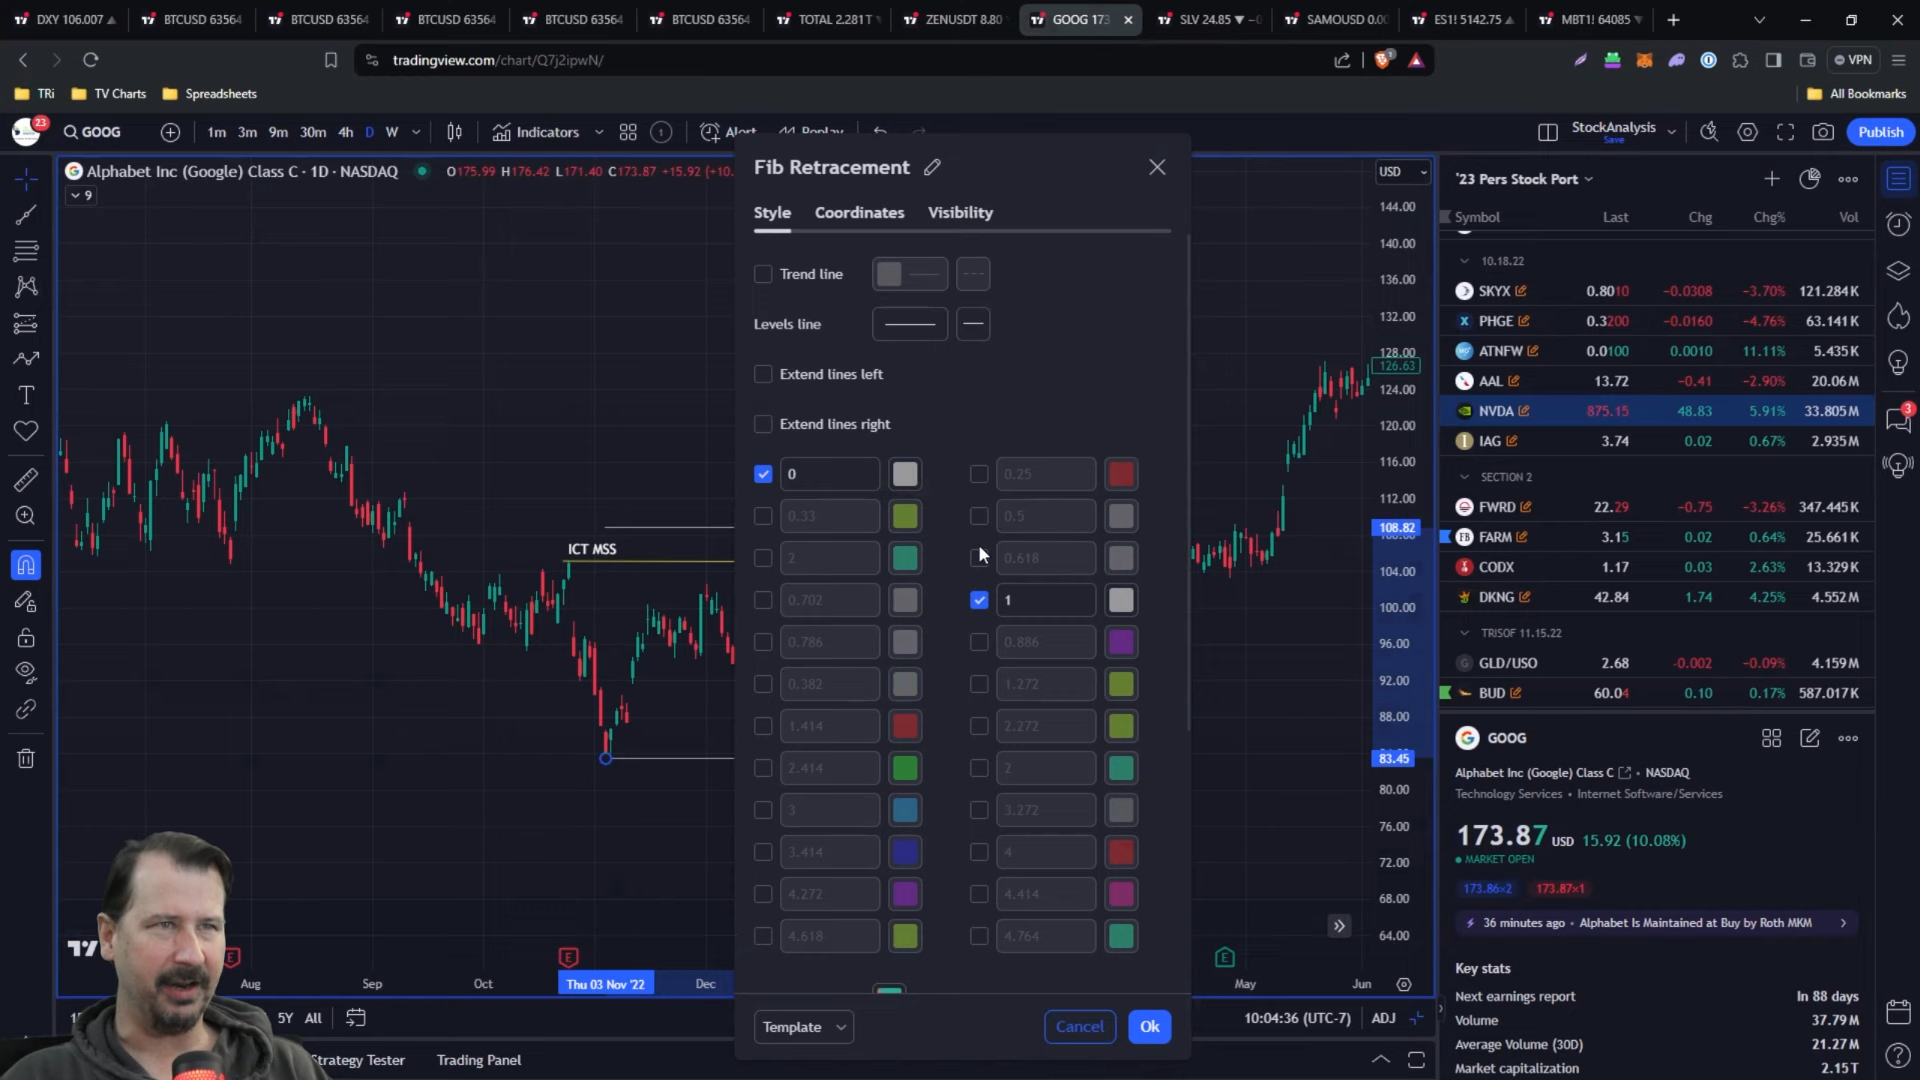 DXY 106.007
BTCUSD 63564
BTCUSD 63564
BTCUSD 63564
BTCUSD 63564
BTCUSD 63564
TOTAL 2.281T
ZENUSDT 8.80
GOOG 173
SLV 24.85
SAMOUSD 0.00
ES1! 5142.75
MBT1! 64085
tradingview.com/chart/Q7j2ipwN/
1
VPN
TRi
TV Charts
Spreadsheets
All Bookmarks
23
GOOG
1m 3m 9m 30m 4h D W
Indicators
1
Alert
Replay
StockAnalysis
Save
Publish
Alphabet Inc (Google) Class C · 1D · NASDAQ
O175.99 H176.42 L171.40 C173.87 +15.92 (+10.
9
USD
144.00
140.00
136.00
132.00
128.00
126.63
124.00
120.00
116.00
112.00
108.82
104.00
100.00
96.00
92.00
88.00
83.45
80.00
76.00
72.00
68.00
64.00
ICT MSS
Aug
Sep
Oct
Thu 03 Nov '22
Dec
May
Jun
E
E
E
5Y
All
10:04:36 (UTC-7)
ADJ
Strategy Tester
Trading Panel
Fib Retracement
Style
Coordinates
Visibility
Trend line
Levels line
Extend lines left
Extend lines right
0
0.25
0.33
0.5
2
0.618
0.702
1
0.786
0.886
0.382
1.272
1.414
2.272
2.414
2
3
3.272
3.414
4
4.272
4.414
4.618
4.764
Template
Cancel
Ok
'23 Pers Stock Port
Symbol Last Chg Chg% Vol
10.18.22
SKYX 0.8010 −0.0308 −3.70% 121.284K
PHGE 0.3200 −0.0160 −4.76% 63.141K
ATNFW 0.0100 0.0010 11.11% 5.435K
AAL 13.72 −0.41 −2.90% 20.06M
NVDA 875.15 48.83 5.91% 33.805M
IAG 3.74 0.02 0.67% 2.935M
SECTION 2
FWRD 22.29 −0.75 −3.26% 347.445K
FARM 3.15 0.02 0.64% 25.661K
CODX 1.17 0.03 2.63% 13.329K
DKNG 42.84 1.74 4.25% 4.552M
TRISOF 11.15.22
GLD/USO 2.68 −0.002 −0.09% 4.159M
BUD 60.04 0.10 0.17% 587.017K
3
GOOG
Alphabet Inc (Google) Class C • NASDAQ
Technology Services • Internet Software/Services
173.87 USD 15.92 (10.08%)
MARKET OPEN
173.86×2
173.87×1
36 minutes ago • Alphabet Is Maintained at Buy by Roth MKM
Key stats
Next earnings report In 88 days
Volume 37.79M
Average Volume (30D) 21.27M
Market capitalization 2.15T